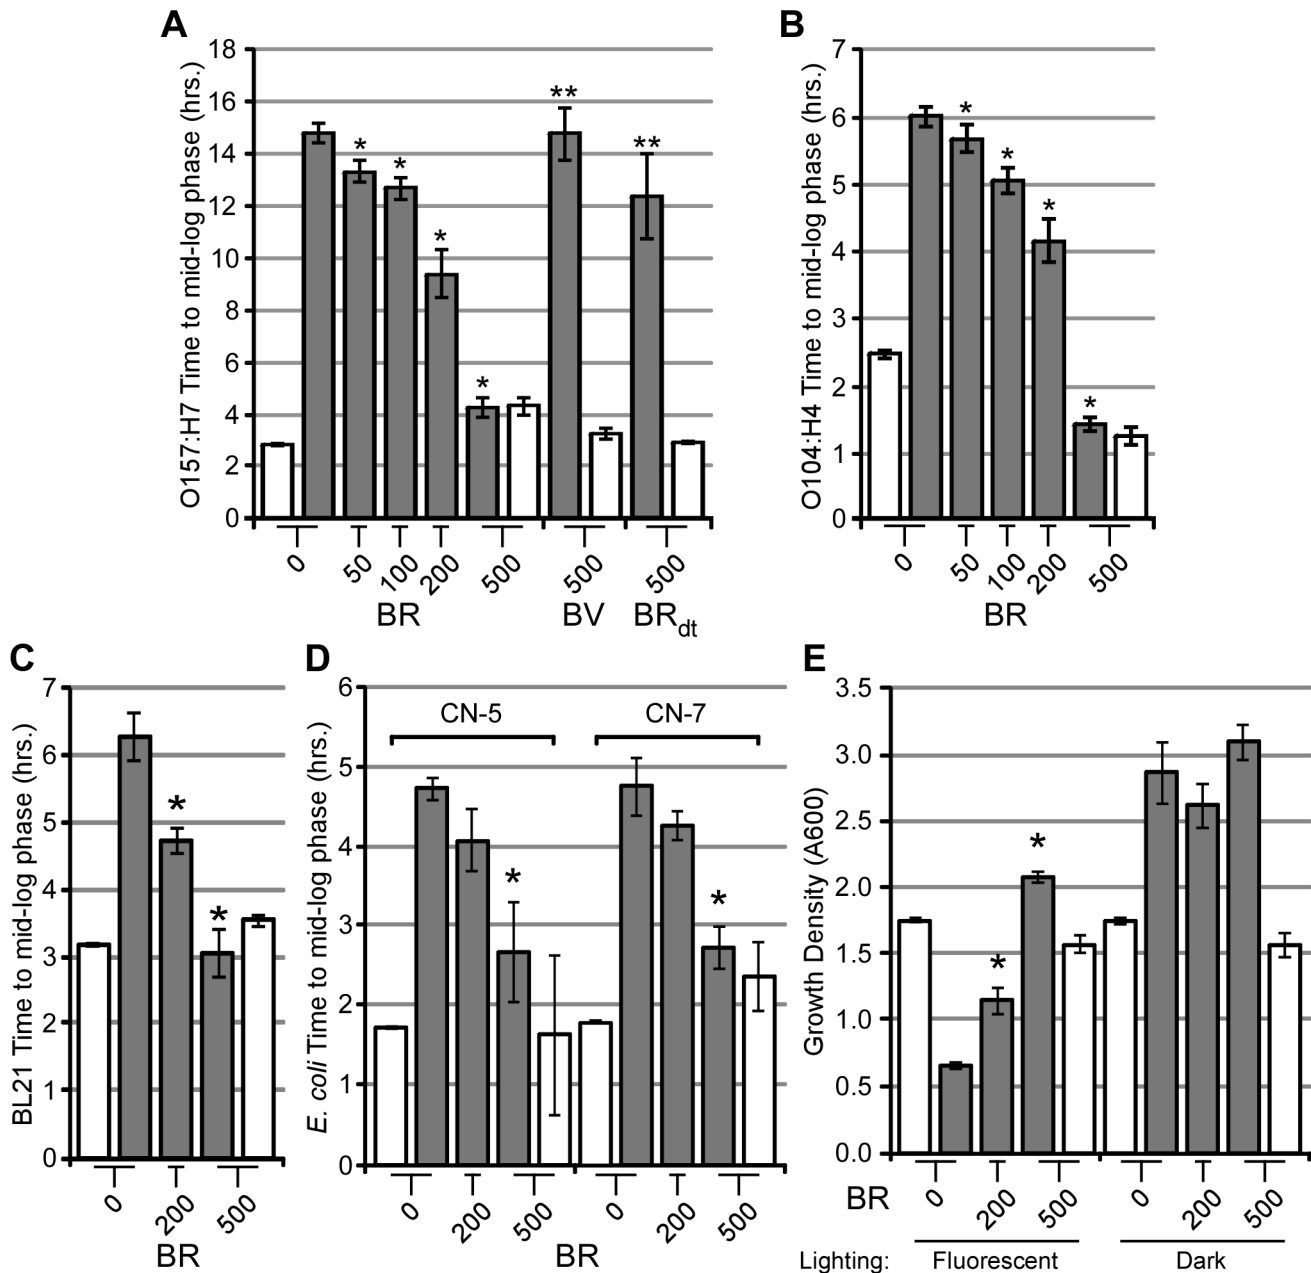 A
O157:H7 Time to mid-log phase (hrs.)
18
16
14
12
10
8
6
4
2
0
* * * * ** **
0 50 100 200 500 500 500
BR BV BRdt
B
O104:H4 Time to mid-log phase (hrs.)
7
6
5
4
3
2
1
0
* * * *
0 50 100 200 500
BR
C
BL21 Time to mid-log phase (hrs.)
7
6
5
4
3
2
1
0
* *
0 200 500
BR
D
E. coli Time to mid-log phase (hrs.)
6
5
4
3
2
1
0
CN-5 CN-7
* *
0 200 500 0 200 500
BR
E
Growth Density (A600)
3.5
3.0
2.5
2.0
1.5
1.0
0.5
0.0
* *
BR 0 200 500 0 200 500
Lighting: Fluorescent Dark